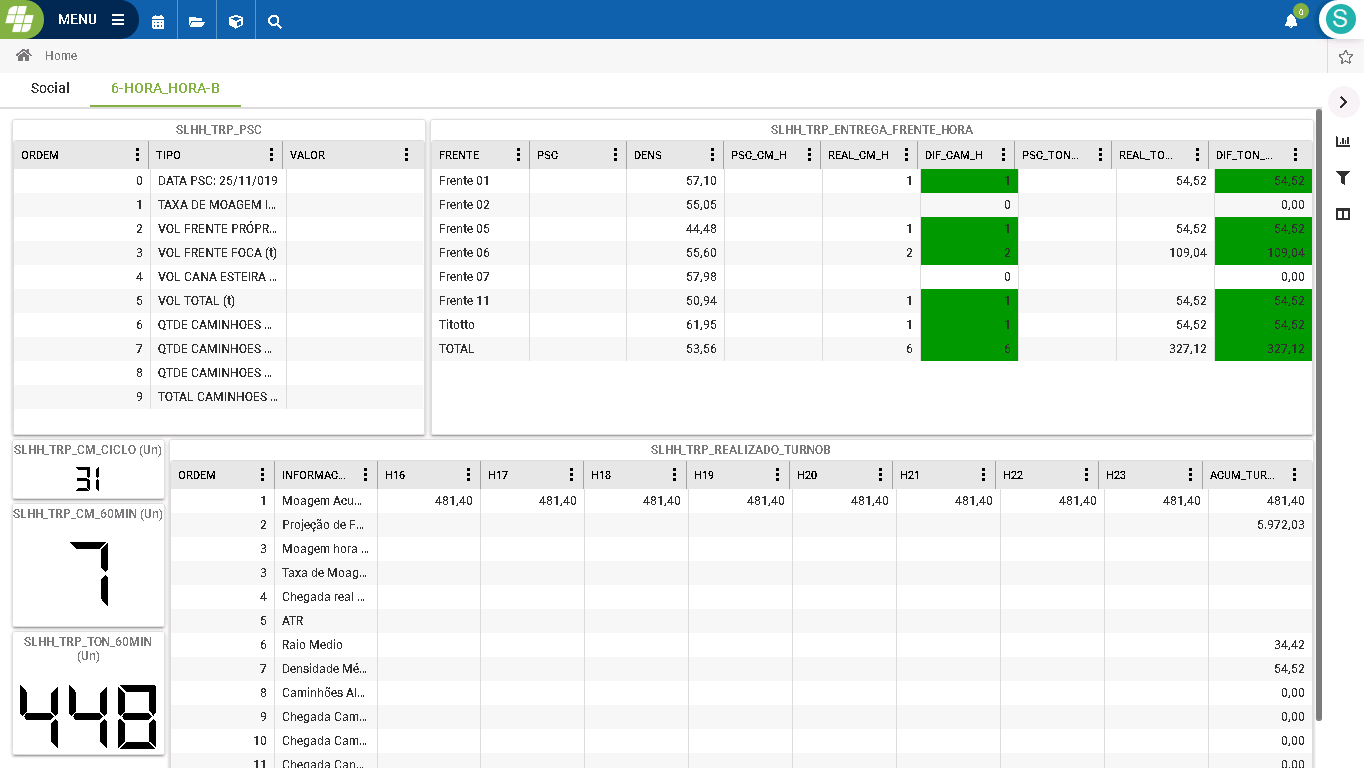 MENU
0
S
Home
Social 6-HORA_HORA-B
SLHH_TRP_PSC
ORDEM TIPO VALOR
0 DATA PSC: 25/11/019
1 TAXA DE MOAGEM I...
2 VOL FRENTE PRÓPR...
3 VOL FRENTE FOCA (t)
4 VOL CANA ESTEIRA ...
5 VOL TOTAL (t)
6 QTDE CAMINHOES ...
7 QTDE CAMINHOES ...
8 QTDE CAMINHOES ...
9 TOTAL CAMINHOES ...
SLHH_TRP_ENTREGA_FRENTE_HORA
FRENTE PSC DENS PSC_CM_H REAL_CM_H DIF_CAM_H PSC_TON... REAL_TO... DIF_TON_...
Frente 01 57,10 1 1 54,52 54,52
Frente 02 55,05 0 0,00
Frente 05 44,48 1 1 54,52 54,52
Frente 06 55,60 2 2 109,04 109,04
Frente 07 57,98 0 0,00
Frente 11 50,94 1 1 54,52 54,52
Titotto 61,95 1 1 54,52 54,52
TOTAL 53,56 6 6 327,12 327,12
SLHH_TRP_CM_CICLO (Un)
31
SLHH_TRP_CM_60MIN (Un)
7
SLHH_TRP_TON_60MIN
(Un)
448
SLHH_TRP_REALIZADO_TURNOB
ORDEM INFORMAC... H16 H17 H18 H19 H20 H21 H22 H23 ACUM_TUR...
1 Moagem Acu... 481,40 481,40 481,40 481,40 481,40 481,40 481,40 481,40 481,40
2 Projeção de F... 5.972,03
3 Moagem hora ...
3 Taxa de Moag...
4 Chegada real ...
5 ATR
6 Raio Medio 34,42
7 Densidade Mé... 54,52
8 Caminhões Al... 0,00
9 Chegada Cam... 0,00
10 Chegada Cam... 0,00
11 Chegada Can... 0,00